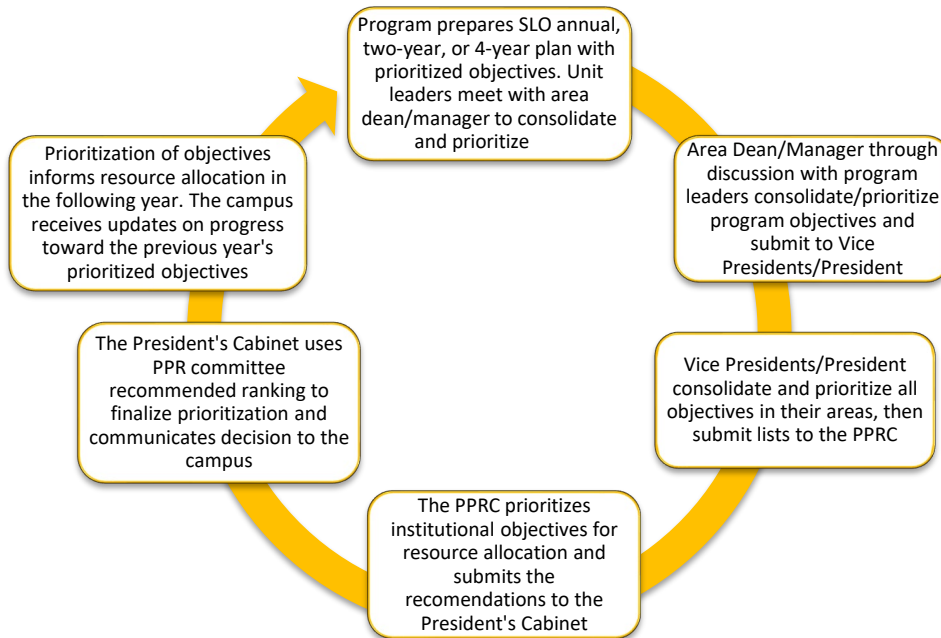 Program prepares SLO annual,
two-year, or 4-year plan with
prioritized objectives. Unit
leaders meet with area
dean/manager to consolidate
and prioritize
Area Dean/Manager through
discussion with program
leaders consolidate/prioritize
program objectives and
submit to Vice
Presidents/President
Vice Presidents/President
consolidate and prioritize all
objectives in their areas, then
submit lists to the PPRC
The PPRC prioritizes
institutional objectives for
resource allocation and
submits the
recomendations to the
President's Cabinet
The President's Cabinet uses
PPR committee
recommended ranking to
finalize prioritization and
communicates decision to the
campus
Prioritization of objectives
informs resource allocation in
the following year. The campus
receives updates on progress
toward the previous year's
prioritized objectives